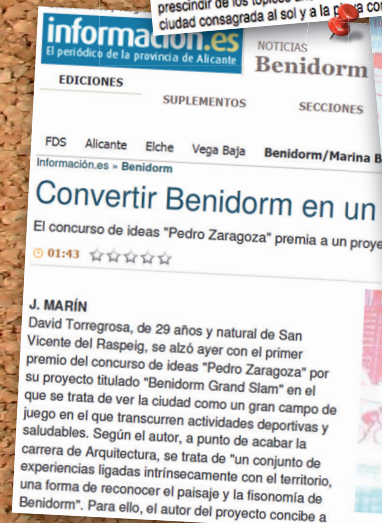 prescindir de los tópicos
ciudad consagrada al sol y a la playa
información.es
El periódico de la provincia de Alicante
NOTICIAS
Benidorm
EDICIONES
SUPLEMENTOS
SECCIONES
FDS Alicante Elche Vega Baja Benidorm/Marina B
Información.es » Benidorm
Convertir Benidorm en un
El concurso de ideas "Pedro Zaragoza" premia a un proye
01:43
J. MARÍN
David Torregrosa, de 29 años y natural de San
Vicente del Raspeig, se alzó ayer con el primer
premio del concurso de ideas "Pedro Zaragoza" por
su proyecto titulado "Benidorm Grand Slam" en el
que se trata de ver la ciudad como un gran campo de
juego en el que transcurren actividades deportivas y
saludables. Según el autor, a punto de acabar la
carrera de Arquitectura, se trata de "un conjunto de
experiencias ligadas intrínsecamente con el territorio,
una forma de reconocer el paisaje y la fisonomía de
Benidorm". Para ello, el autor del proyecto concibe a